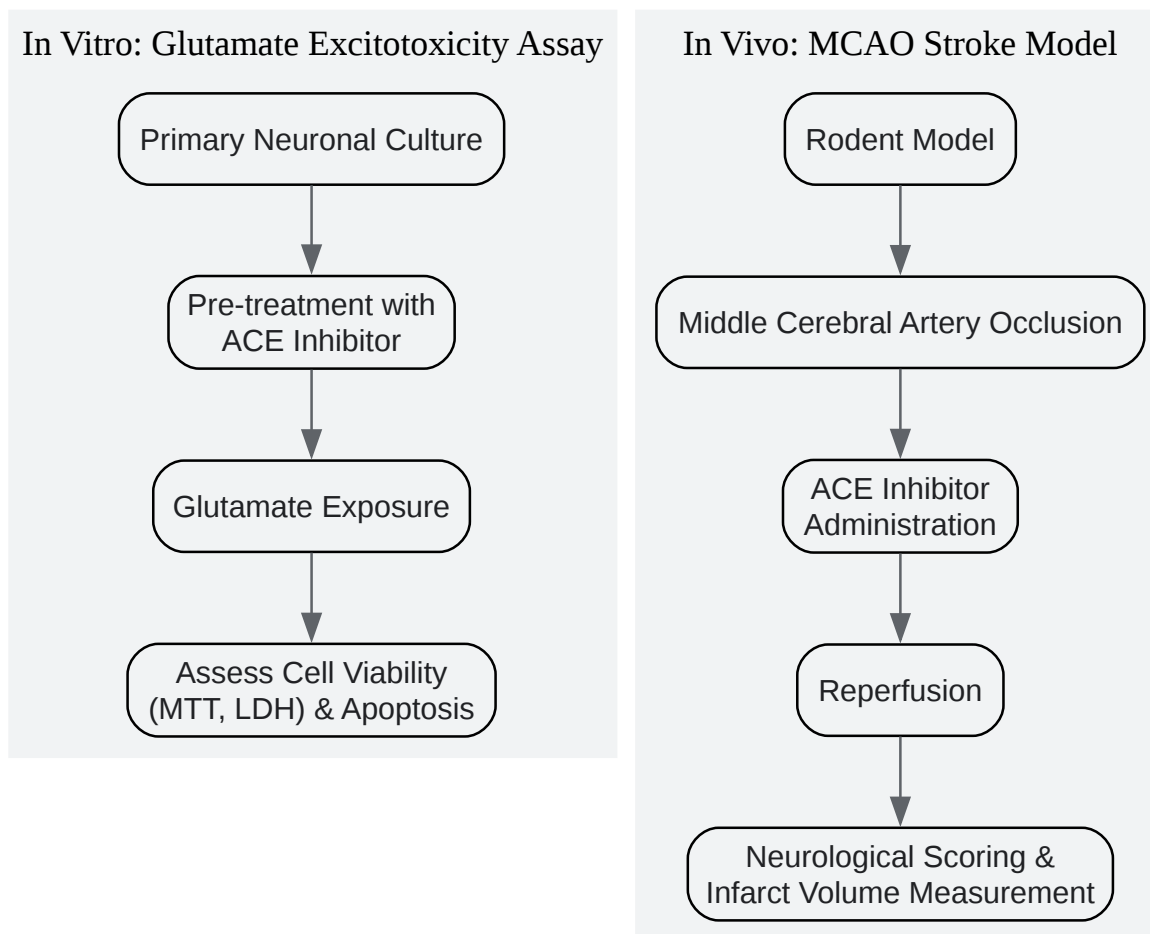 In Vitro: Glutamate Excitotoxicity Assay
Primary Neuronal Culture
Pre-treatment with
ACE Inhibitor
Glutamate Exposure
Assess Cell Viability
(MTT, LDH) & Apoptosis
In Vivo: MCAO Stroke Model
Rodent Model
Middle Cerebral Artery Occlusion
ACE Inhibitor
Administration
Reperfusion
Neurological Scoring &
Infarct Volume Measurement